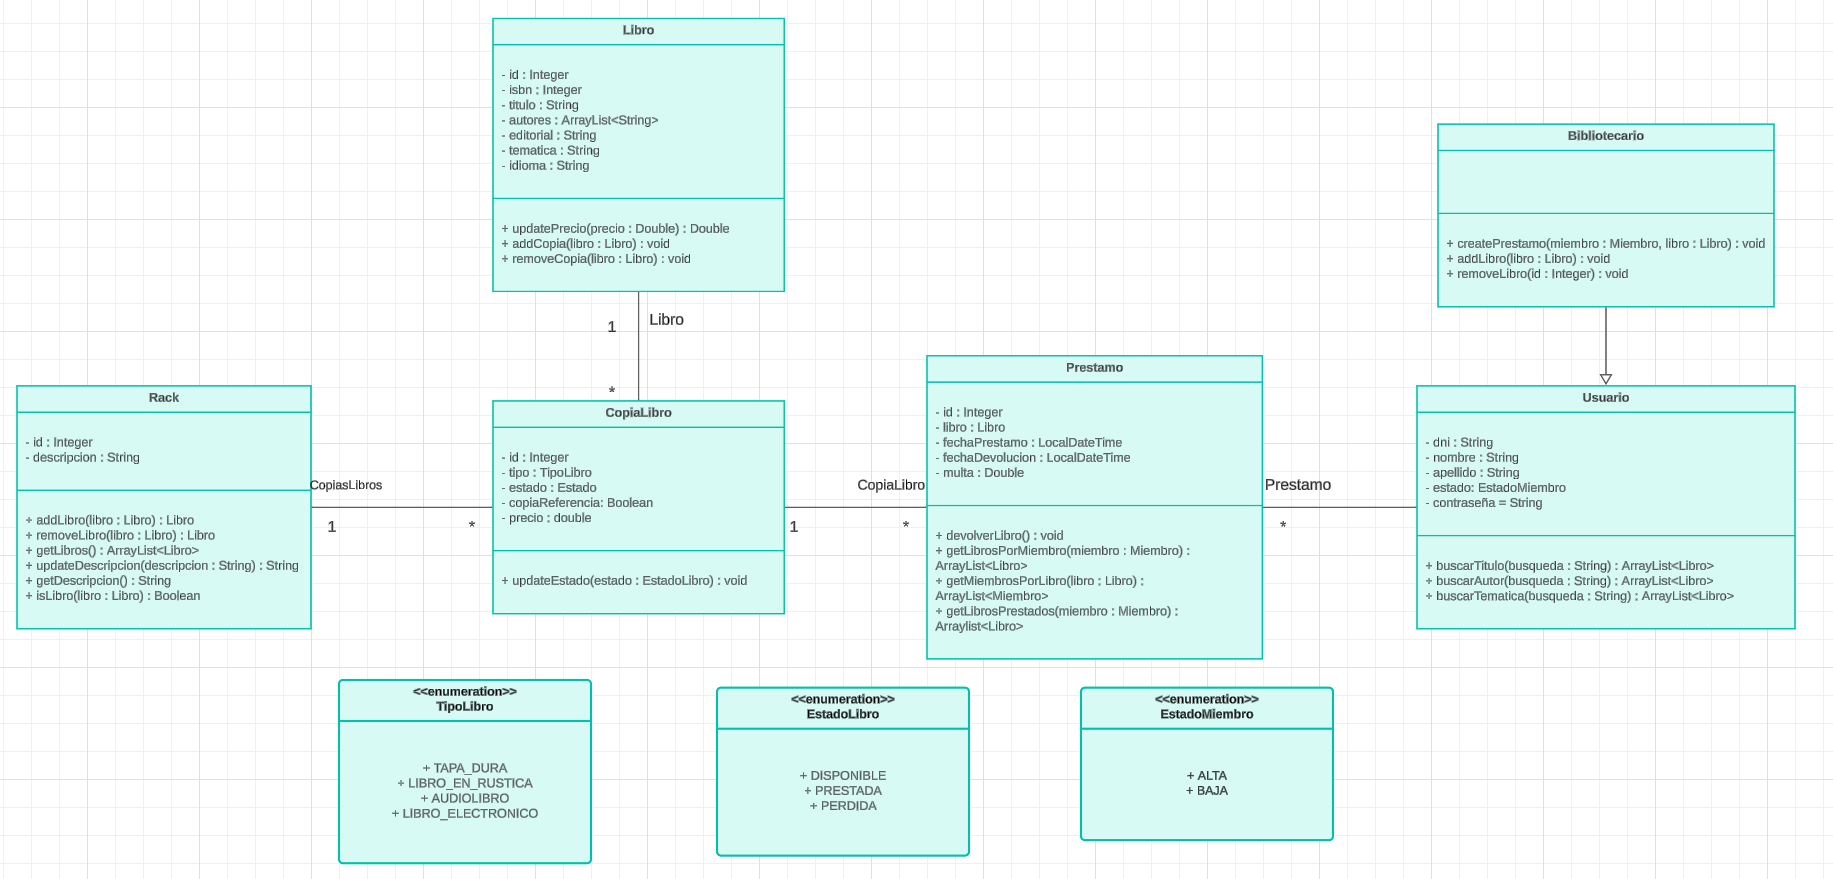 Libro
- id : Integer
- isbn : Integer
- titulo : String
- autores : ArrayList<String>
- editorial : String
- tematica : String
- idioma : String
+ updatePrecio(precio : Double) : Double
+ addCopia(libro : Libro) : void
+ removeCopia(libro : Libro) : void
Bibliotecario
+ createPrestamo(miembro : Miembro, libro : Libro) : void
+ addLibro(libro : Libro) : void
+ removeLibro(id : Integer) : void
1
Libro
*
Rack
- id : Integer
- descripcion : String
+ addLibro(libro : Libro) : Libro
+ removeLibro(libro : Libro) : Libro
+ getLibros() : ArrayList<Libro>
+ updateDescripcion(descripcion : String) : String
+ getDescripcion() : String
+ isLibro(libro : Libro) : Boolean
CopiasLibros
1
*
CopiaLibro
- id : Integer
- tipo : TipoLibro
- estado : Estado
- copiaReferencia: Boolean
- precio : double
+ updateEstado(estado : EstadoLibro) : void
CopiaLibro
1
*
Prestamo
- id : Integer
- libro : Libro
- fechaPrestamo : LocalDateTime
- fechaDevolucion : LocalDateTime
- multa : Double
+ devolverLibro() : void
+ getLibrosPorMiembro(miembro : Miembro) :
ArrayList<Libro>
+ getMiembrosPorLibro(libro : Libro) :
ArrayList<Miembro>
+ getLibrosPrestados(miembro : Miembro) :
Arraylist<Libro>
Prestamo
*
Usuario
- dni : String
- nombre : String
- apellido : String
- estado: EstadoMiembro
- contraseña = String
+ buscarTitulo(busqueda : String) : ArrayList<Libro>
+ buscarAutor(busqueda : String) : ArrayList<Libro>
+ buscarTematica(busqueda : String) : ArrayList<Libro>
<<enumeration>>
TipoLibro
+ TAPA_DURA
+ LIBRO_EN_RUSTICA
+ AUDIOLIBRO
+ LIBRO_ELECTRONICO
<<enumeration>>
EstadoLibro
+ DISPONIBLE
+ PRESTADA
+ PERDIDA
<<enumeration>>
EstadoMiembro
+ ALTA
+ BAJA